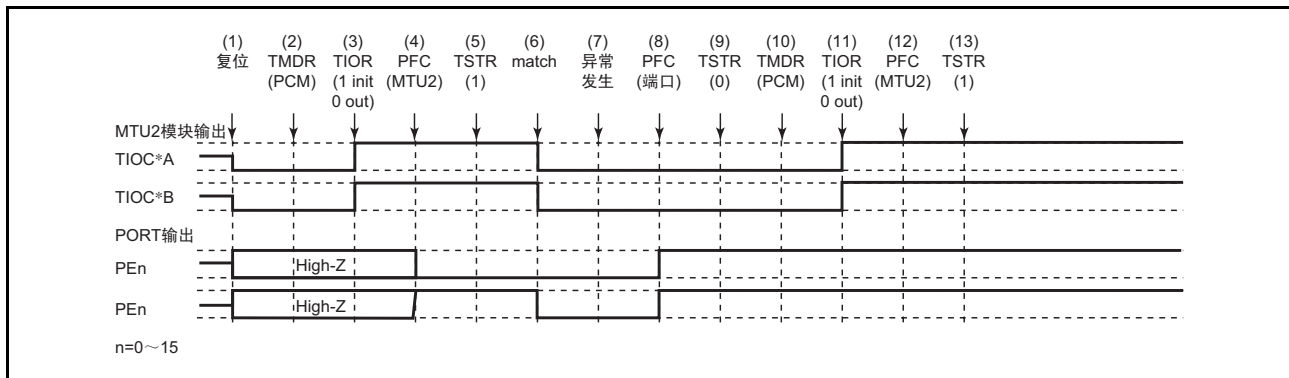 (1) (2) (3) (4) (5) (6) (7) (8) (9) (10) (11) (12) (13)
复位 TMDR TIOR PFC TSTR match 异常 PFC TSTR TMDR TIOR PFC TSTR
(PCM) (1 init (MTU2) (1) 发生 (端口) (0) (PCM) (1 init (MTU2) (1)
0 out) 0 out)
MTU2模块输出
TIOC*A
TIOC*B
PORT输出
PEn High-Z
PEn High-Z
n=0～15